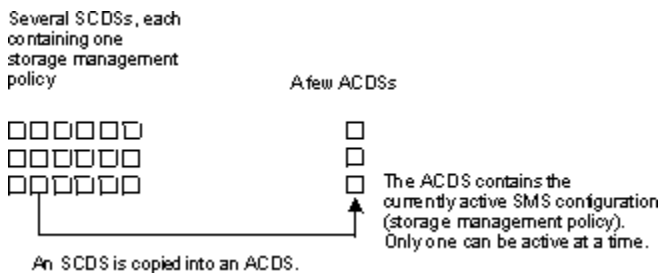 Several SCDSs, each
containing one
storage management
policy
A few ACDSs
The ACDS contains the
currently active SMS configuration
(storage management policy).
Only one can be active at a time.
An SCDS is copied into an ACDS.